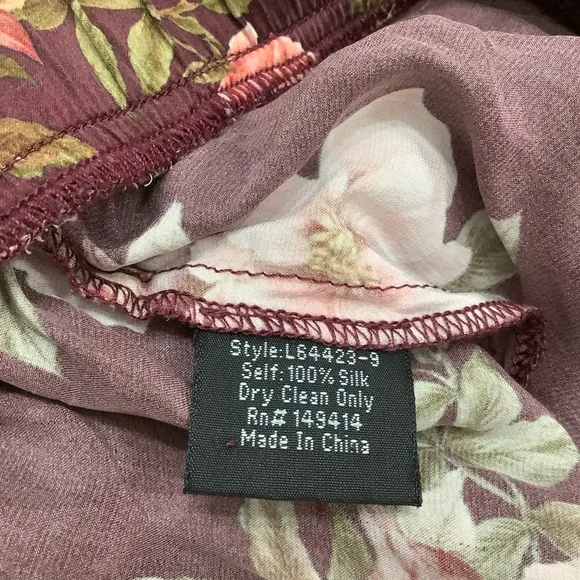 Style:L64423-9
Self: 100% Silk
Dry Clean Only
Rn# 149414
Made In China